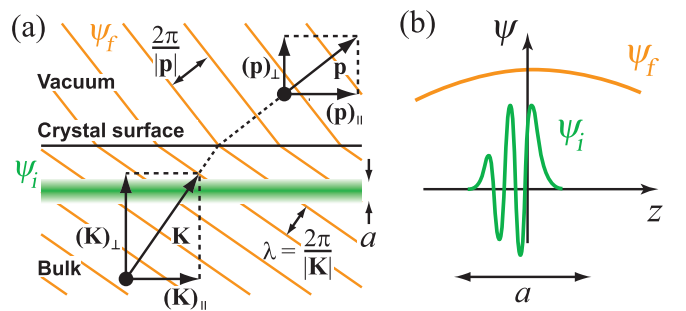 (a)
ψf
2π
|p|
(p)⊥
p
Vacuum
(p)||
Crystal surface
ψi
(K)⊥
K
a
λ = 2π
|K|
Bulk
(K)||
(b)
ψ
ψf
ψi
z
a